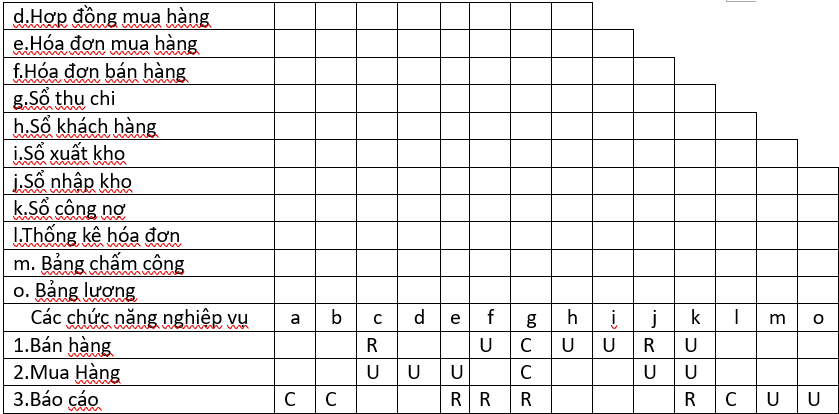 d.Hợp đồng mua hàng
e.Hóa đơn mua hàng
f.Hóa đơn bán hàng
g.Sổ thu chi
h.Sổ khách hàng
i.Sổ xuất kho
j.Sổ nhập kho
k.Sổ công nợ
l.Thống kê hóa đơn
m. Bảng chấm công
o. Bảng lương
Các chức năng nghiệp vụ a b c d e f g h i j k l m o
1.Bán hàng R U C U U R U
2.Mua Hàng U U U C U U
3.Báo cáo C C R R R R C U U